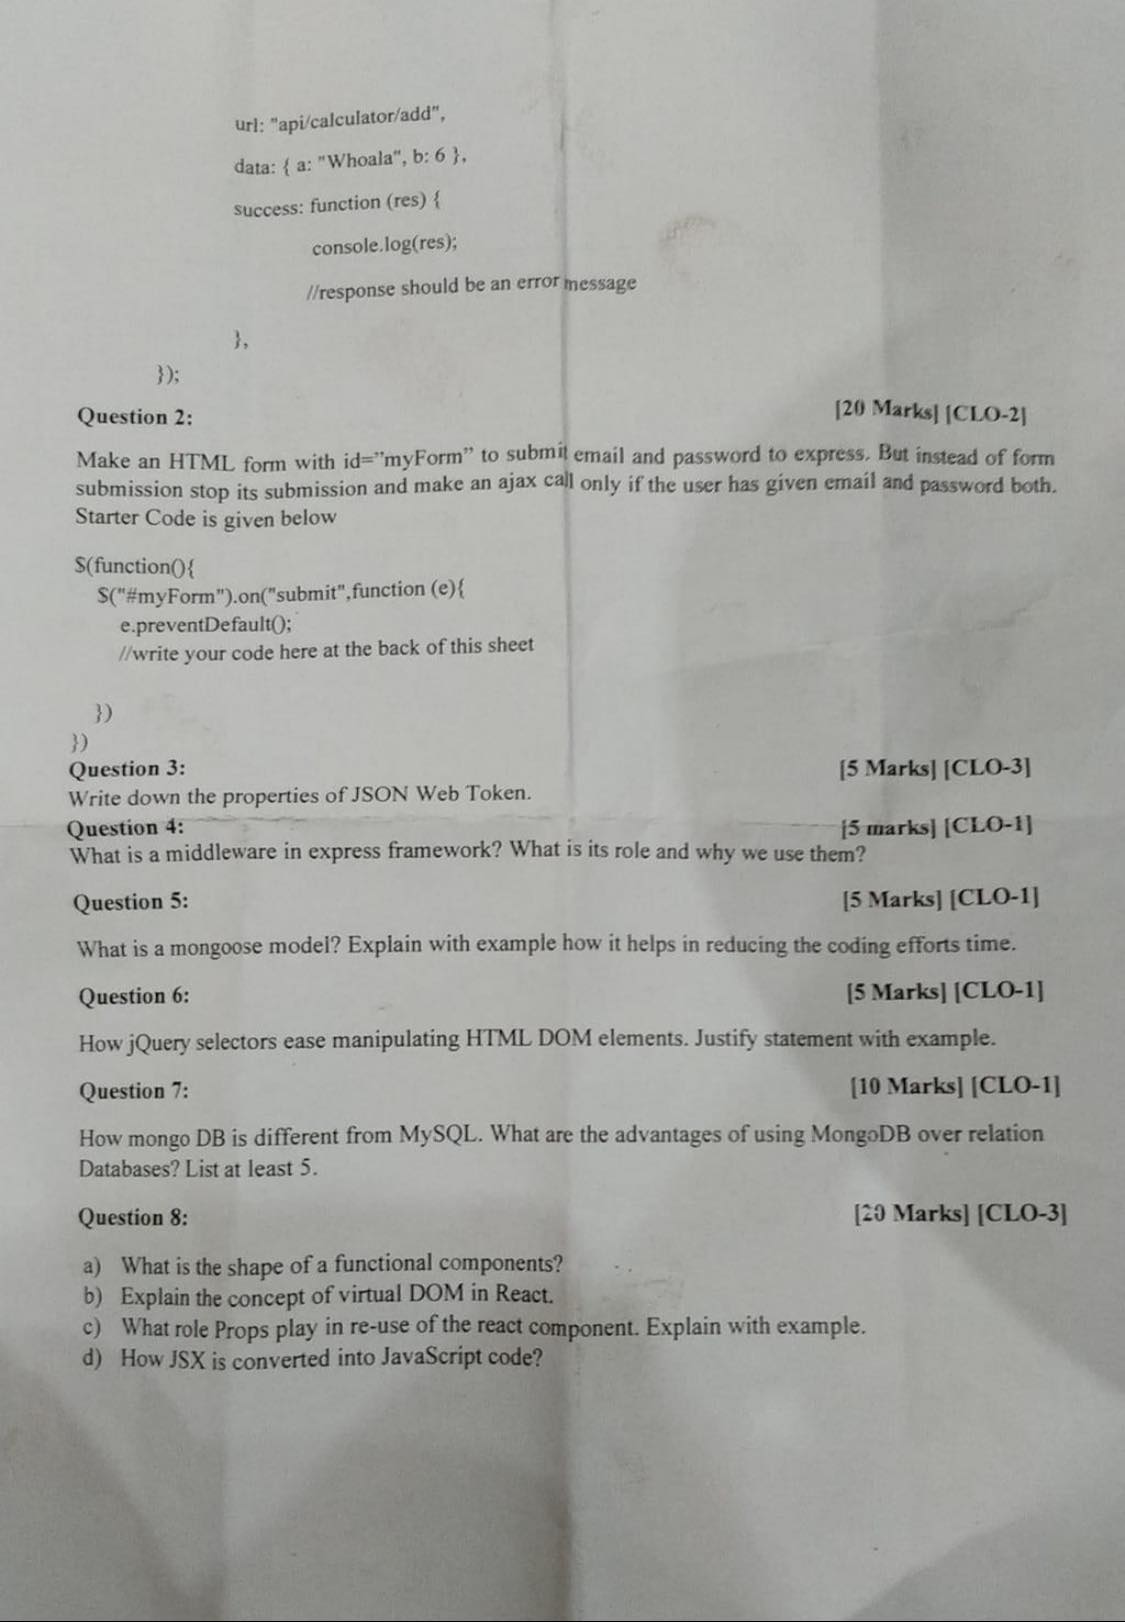 url: "api/calculator/add",
data: { a: "Whoala", b: 6 },
success: function (res) {
console.log(res);
//response should be an error message
},
});
Question 2: [20 Marks] [CLO-2]
Make an HTML form with id=”myForm” to submit email and password to express. But instead of form
submission stop its submission and make an ajax call only if the user has given email and password both.
Starter Code is given below
$(function(){
$("#myForm").on("submit",function (e){
e.preventDefault();
//write your code here at the back of this sheet
})
})
Question 3: [5 Marks] [CLO-3]
Write down the properties of JSON Web Token.
Question 4: [5 marks] [CLO-1]
What is a middleware in express framework? What is its role and why we use them?
Question 5: [5 Marks] [CLO-1]
What is a mongoose model? Explain with example how it helps in reducing the coding efforts time.
Question 6: [5 Marks] [CLO-1]
How jQuery selectors ease manipulating HTML DOM elements. Justify statement with example.
Question 7: [10 Marks] [CLO-1]
How mongo DB is different from MySQL. What are the advantages of using MongoDB over relation
Databases? List at least 5.
Question 8: [20 Marks] [CLO-3]
a) What is the shape of a functional components?
b) Explain the concept of virtual DOM in React.
c) What role Props play in re-use of the react component. Explain with example.
d) How JSX is converted into JavaScript code?